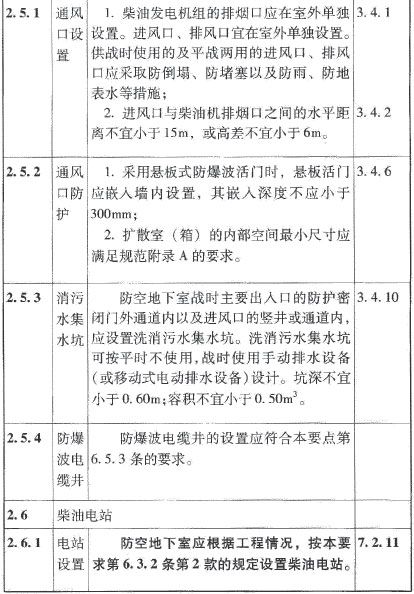 2.5.1 通风 1. 柴油发电机组的排烟口应在室外单独 3.4.1
口设 设置。进风口、排风口宜在室外单独设置。
置 供战时使用的及平战两用的进风口、排风
口应采取防倒塌、防堵塞以及防雨、防地
表水等措施；
2. 进风口与柴油机排烟口之间的水平距 3.4.2
离不宜小于15m，或高差不宜小于6m。
2.5.2 通风 1. 采用悬板式防爆波活门时，悬板活门 3.4.6
口防 应嵌入墙内设置，其嵌入深度不应小于
护 300mm；
2. 扩散室（箱）的内部空间最小尺寸应
满足规范附录 A 的要求。
2.5.3 消污 防空地下室战时主要出入口的防护密 3.4.10
水集 闭门外通道内以及进风口的竖井或通道内，
水坑 应设置洗消污水集水坑。洗消污水集水坑
可按平时不使用，战时使用手动排水设备
（或移动式电动排水设备）设计。坑深不宜
小于0.60m；容积不宜小于0.50m³。
2.5.4 防爆 防爆波电缆井的设置应符合本要点第
波电 6.5.3 条的要求。
缆井
2.6 柴油电站
2.6.1 电站 防空地下室应根据工程情况，按本要 7.2.11
设置 求第6.3.2条第2款的规定设置柴油电站。